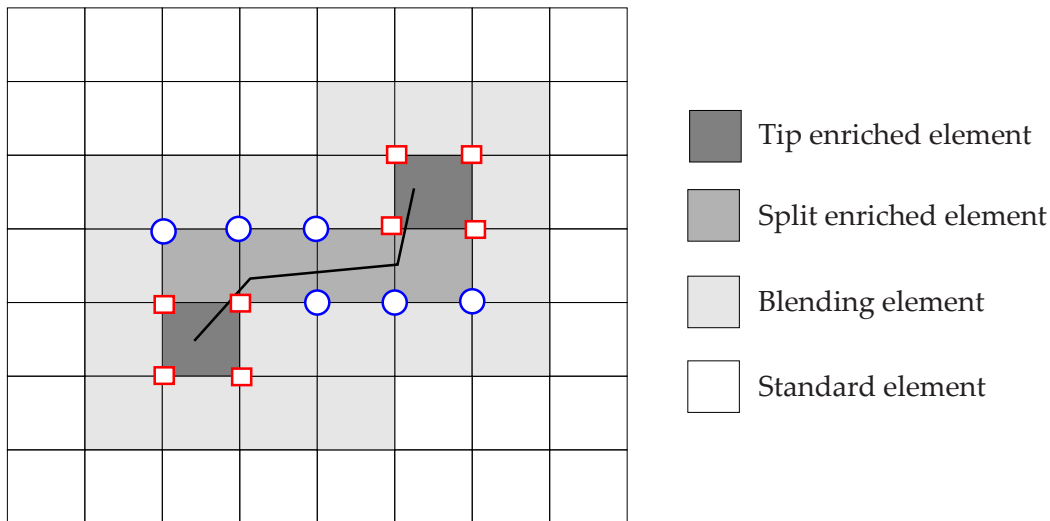 Tip enriched element
Split enriched element
Blending element
Standard element